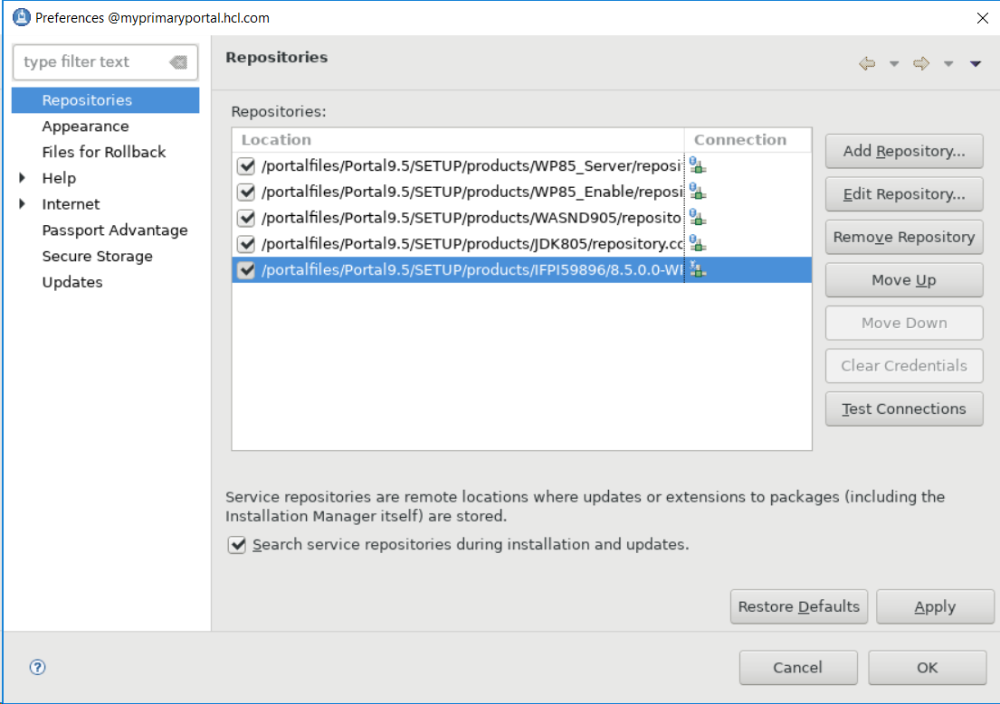 Preferences @myprimaryportal.hcl.com
type filter text
Repositories
Appearance
Files for Rollback
Help
Internet
Passport Advantage
Secure Storage
Updates
Repositories
Repositories:
Location Connection
/portalfiles/Portal9.5/SETUP/products/WP85_Server/reposi
/portalfiles/Portal9.5/SETUP/products/WP85_Enable/reposi
/portalfiles/Portal9.5/SETUP/products/WASND905/reposito
/portalfiles/Portal9.5/SETUP/products/JDK805/repository.co
/portalfiles/Portal9.5/SETUP/products/IFPI59896/8.5.0.0-WI
Add Repository...
Edit Repository...
Remove Repository
Move Up
Move Down
Clear Credentials
Test Connections
Service repositories are remote locations where updates or extensions to packages (including the
Installation Manager itself) are stored.
Search service repositories during installation and updates.
Restore Defaults
Apply
?
Cancel
OK